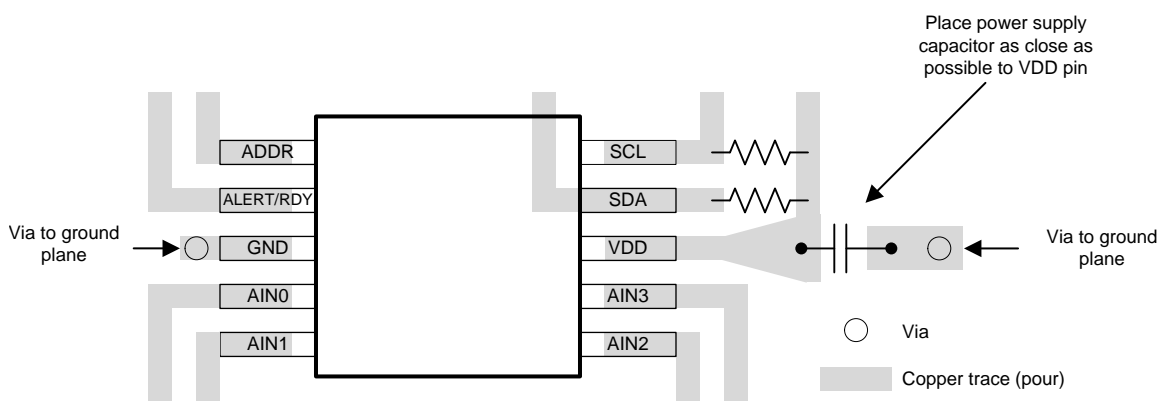 Place power supply
capacitor as close as
possible to VDD pin
ADDR
SCL
ALERT/RDY
SDA
Via to ground
plane
GND
VDD
Via to ground
plane
AIN0
AIN3
Via
AIN1
AIN2
Copper trace (pour)